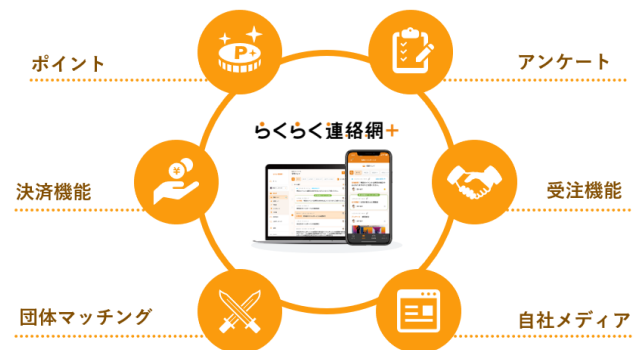 ポイント
アンケート
らくらく連絡網+
決済機能
受注機能
団体マッチング
自社メディア
P+
¥